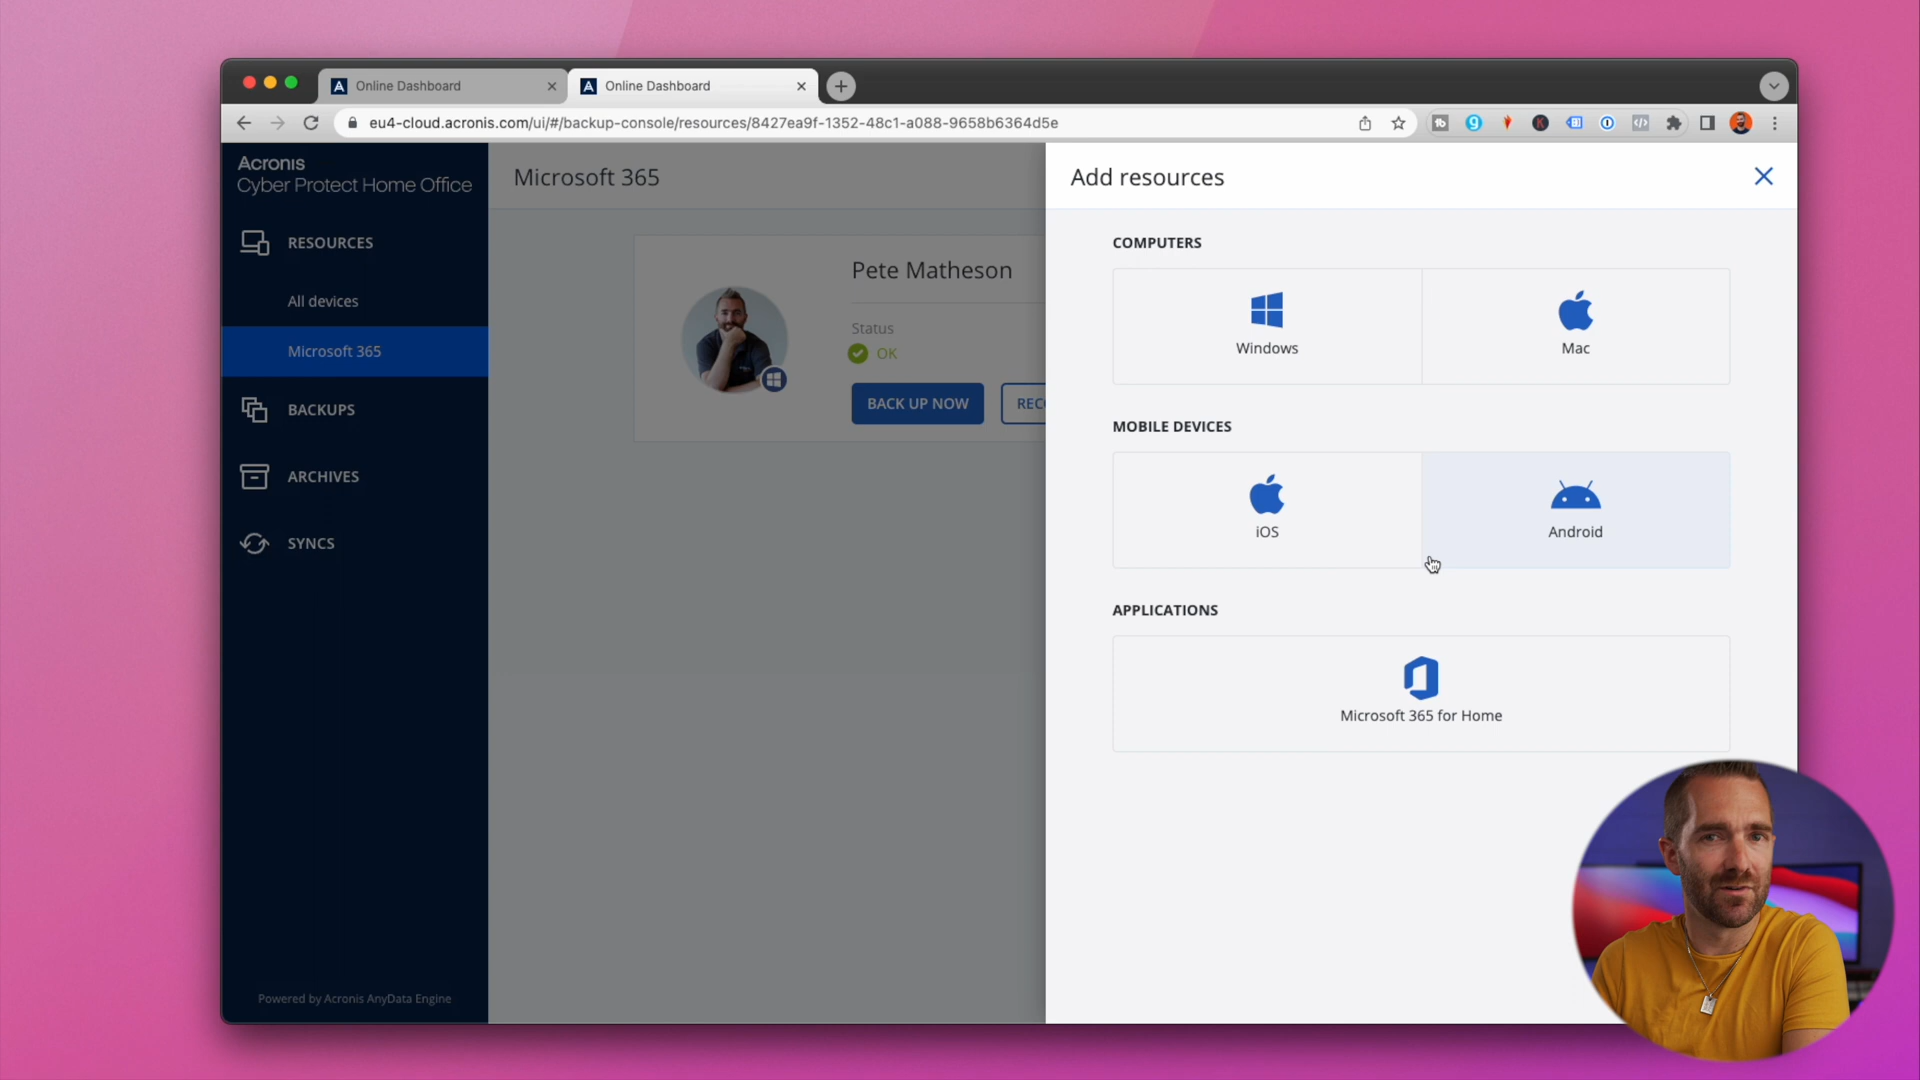 Online Dashboard
Online Dashboard
eu4-cloud.acronis.com/ui/#/backup-console/resources/8427ea9f-1352-48c1-a088-9658b6364d5e
Acronis
Cyber Protect Home Office
RESOURCES
All devices
Microsoft 365
BACKUPS
ARCHIVES
SYNCS
Powered by Acronis AnyData Engine
Microsoft 365
Pete Matheson
Status
OK
BACK UP NOW
RECO
Add resources
COMPUTERS
Windows
Mac
MOBILE DEVICES
iOS
Android
APPLICATIONS
Microsoft 365 for Home